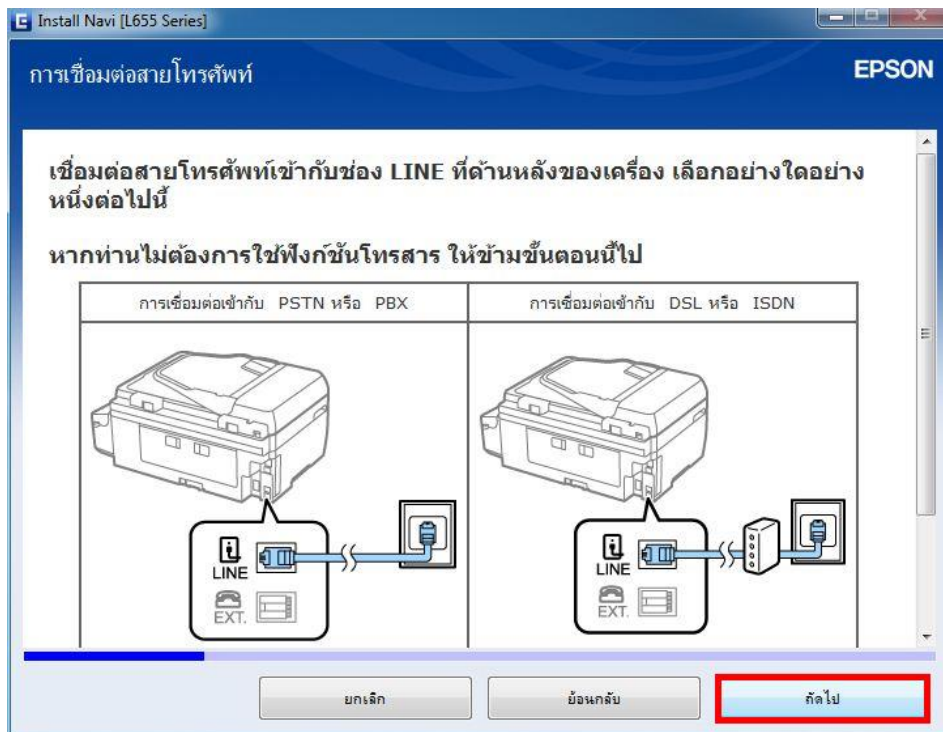 Install Navi [L655 Series]
การเชื่อมต่อสายโทรศัพท์
EPSON
เชื่อมต่อสายโทรศัพท์เข้ากับช่อง LINE ที่ด้านหลังของเครื่อง เลือกอย่างใดอย่าง
หนึ่งต่อไปนี้
หากท่านไม่ต้องการใช้ฟังก์ชันโทรสาร ให้ข้ามขั้นตอนนี้ไป
การเชื่อมต่อเข้ากับ PSTN หรือ PBX
การเชื่อมต่อเข้ากับ DSL หรือ ISDN
LINE
EXT.
LINE
EXT.
ยกเลิก
ย้อนกลับ
ถัดไป